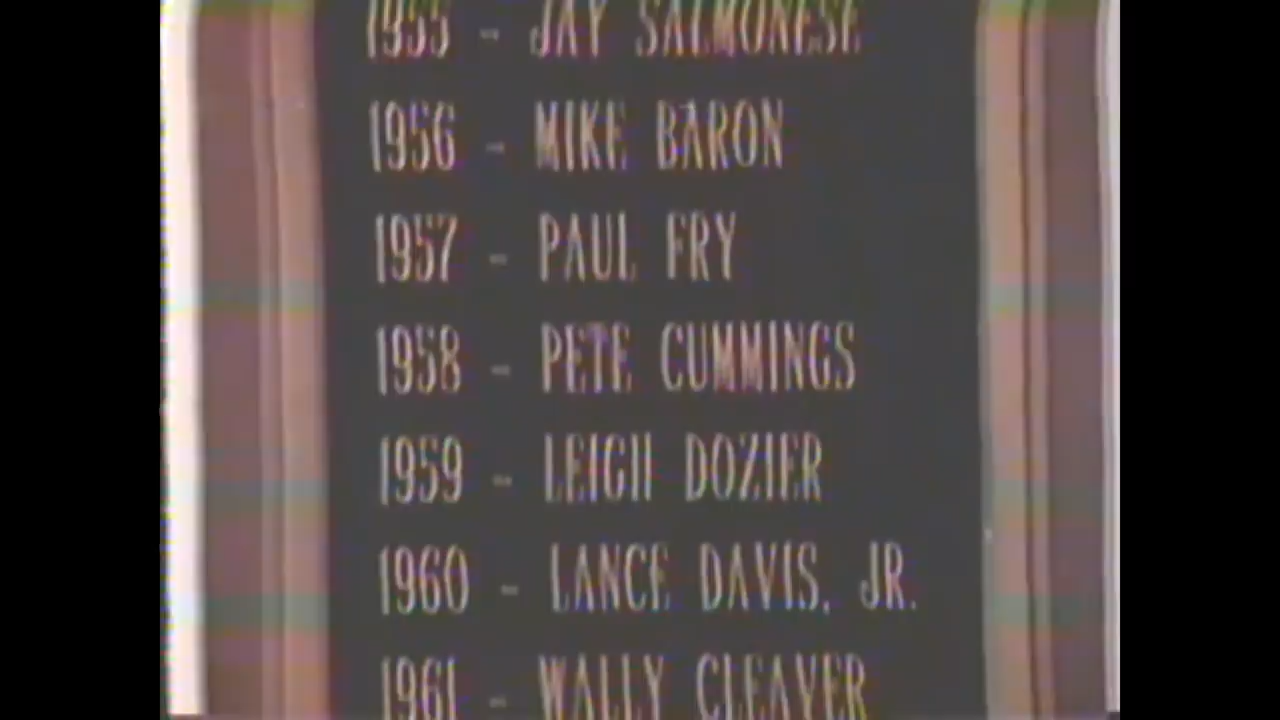 1955 - JAY SALMONESE
1956 - MIKE BARON
1957 - PAUL FRY
1958 - PETE CUMMINGS
1959 - LEIGH DOZIER
1960 - LANCE DAVIS, JR.
1961 - WALLY CLEAVER